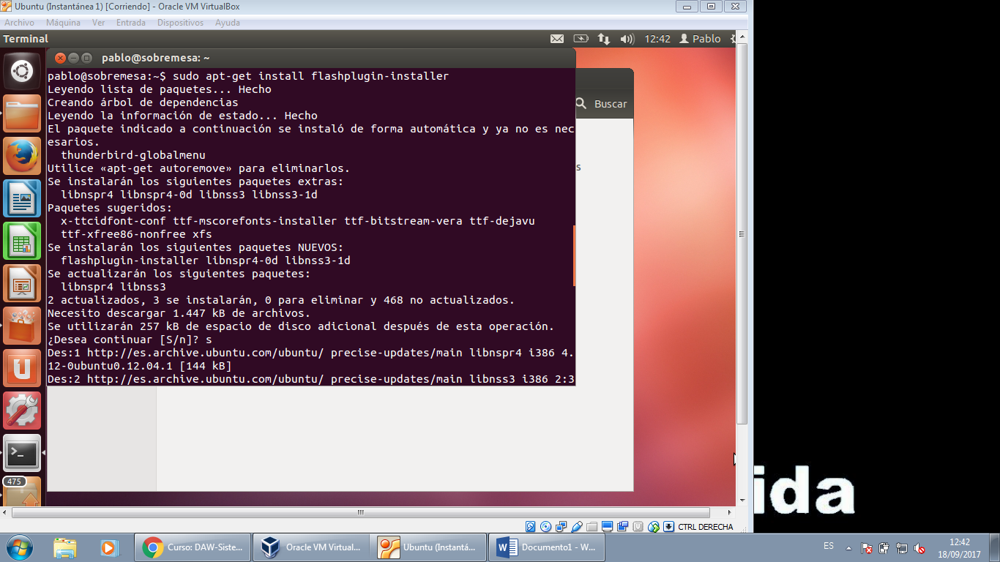 Ubuntu (Instantánea 1) [Corriendo] - Oracle VM VirtualBox
Archivo Máquina Ver Entrada Dispositivos Ayuda
Terminal 12:42 Pablo
pablo@sobremesa: ~
pablo@sobremesa:~$ sudo apt-get install flashplugin-installer
Leyendo lista de paquetes... Hecho
Creando árbol de dependencias
Leyendo la información de estado... Hecho
El paquete indicado a continuación se instaló de forma automática y ya no es nec
esarios.
thunderbird-globalmenu
Utilice «apt-get autoremove» para eliminarlos.
Se instalarán los siguientes paquetes extras:
libnspr4 libnspr4-0d libnss3 libnss3-1d
Paquetes sugeridos:
x-ttcidfont-conf ttf-mscorefonts-installer ttf-bitstream-vera ttf-dejavu
ttf-xfree86-nonfree xfs
Se instalarán los siguientes paquetes NUEVOS:
flashplugin-installer libnspr4-0d libnss3-1d
Se actualizarán los siguientes paquetes:
libnspr4 libnss3
2 actualizados, 3 se instalarán, 0 para eliminar y 468 no actualizados.
Necesito descargar 1.447 kB de archivos.
Se utilizarán 257 kB de espacio de disco adicional después de esta operación.
¿Desea continuar [S/n]? s
Des:1 http://es.archive.ubuntu.com/ubuntu/ precise-updates/main libnspr4 i386 4.
12-0ubuntu0.12.04.1 [144 kB]
Des:2 http://es.archive.ubuntu.com/ubuntu/ precise-updates/main libnss3 i386 2:3
Buscar
s
475
ida
CTRL DERECHA
Curso: DAW-Siste...
Oracle VM Virtual...
Ubuntu (Instantá...
Documento1 - W...
ES
12:42
18/09/2017